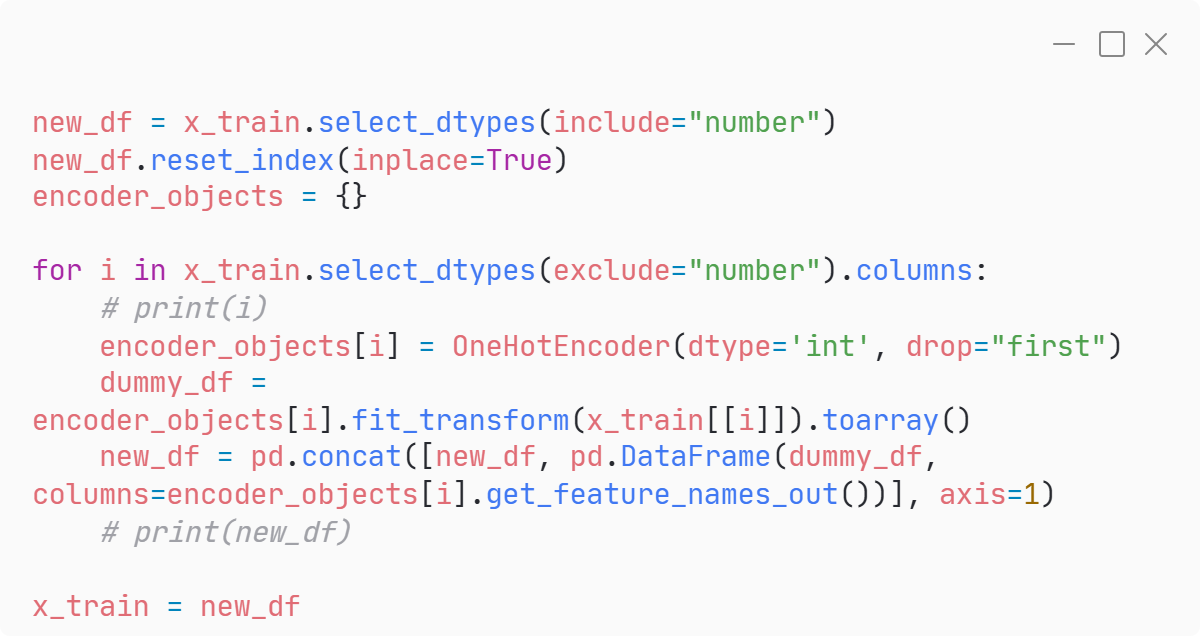 new_df = x_train.select_dtypes(include="number")
new_df.reset_index(inplace=True)
encoder_objects = {}

for i in x_train.select_dtypes(exclude="number").columns:
    # print(i)
    encoder_objects[i] = OneHotEncoder(dtype='int', drop="first")
    dummy_df =
encoder_objects[i].fit_transform(x_train[[i]]).toarray()
    new_df = pd.concat([new_df, pd.DataFrame(dummy_df,
columns=encoder_objects[i].get_feature_names_out())], axis=1)
    # print(new_df)

x_train = new_df